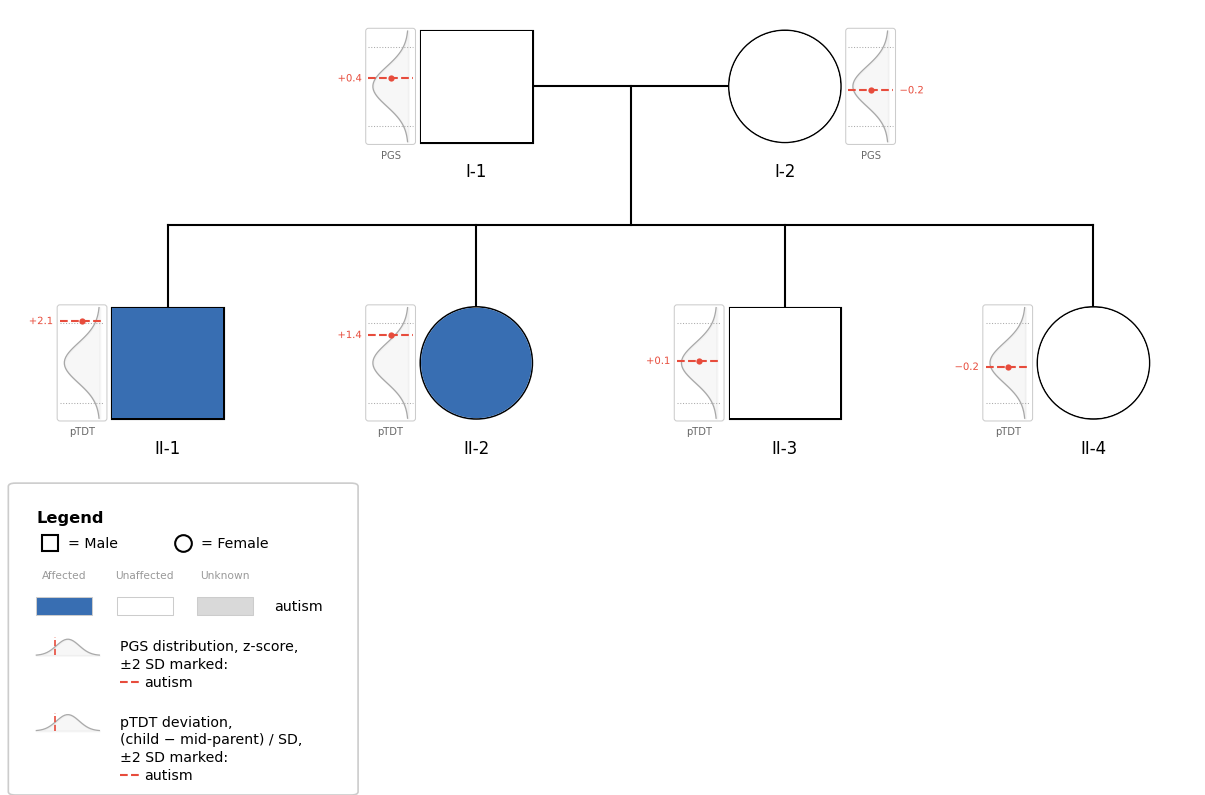 +0.4
−0.2
PGS
PGS
I-1
I-2
+2.1
+1.4
+0.1
−0.2
pTDT
pTDT
pTDT
pTDT
II-1
II-2
II-3
II-4
Legend
= Male
= Female
Affected
Unaffected
Unknown
autism
PGS distribution, z-score,
±2 SD marked:
autism
pTDT deviation,
(child − mid-parent) / SD,
±2 SD marked:
autism